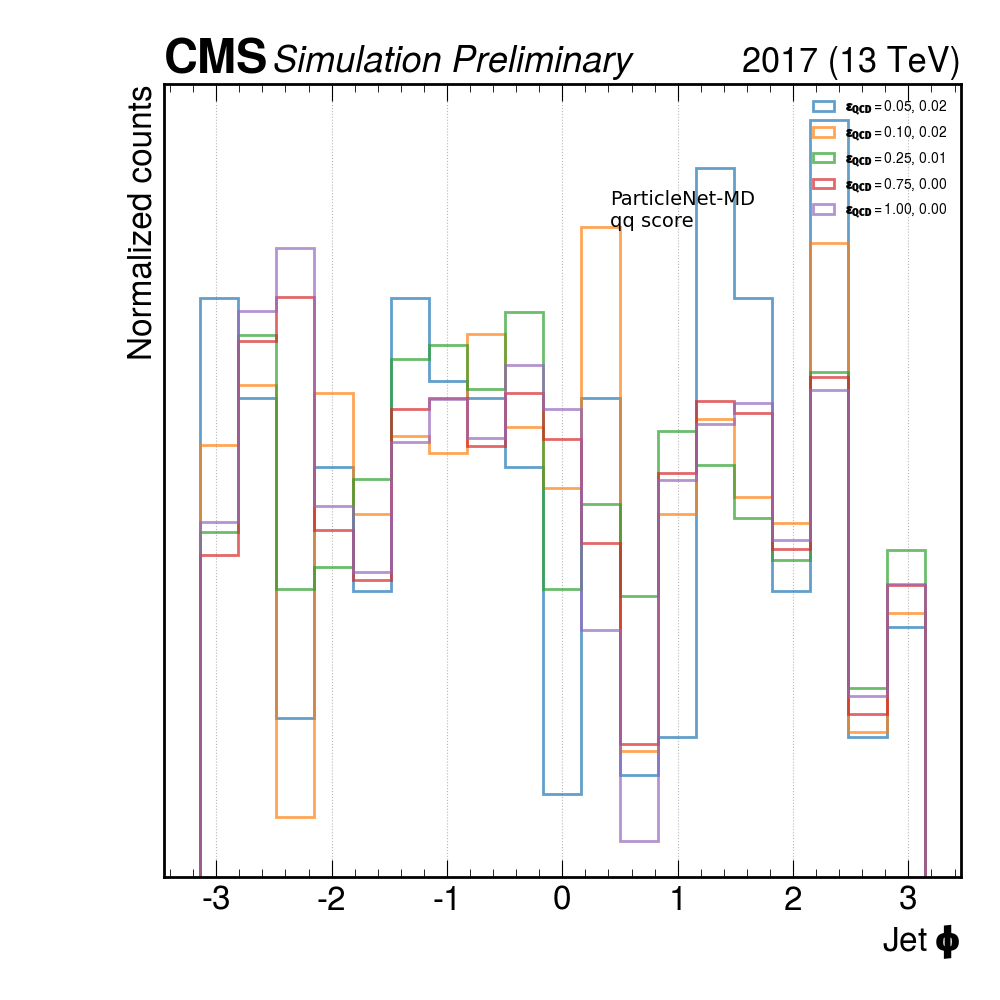 CMS Simulation Preliminary 2017 (13 TeV)
Normalized counts
εQCD = 0.05, 0.02
εQCD = 0.10, 0.02
εQCD = 0.25, 0.01
εQCD = 0.75, 0.00
εQCD = 1.00, 0.00
ParticleNet-MD
qq score
-3 -2 -1 0 1 2 3
Jet ϕ